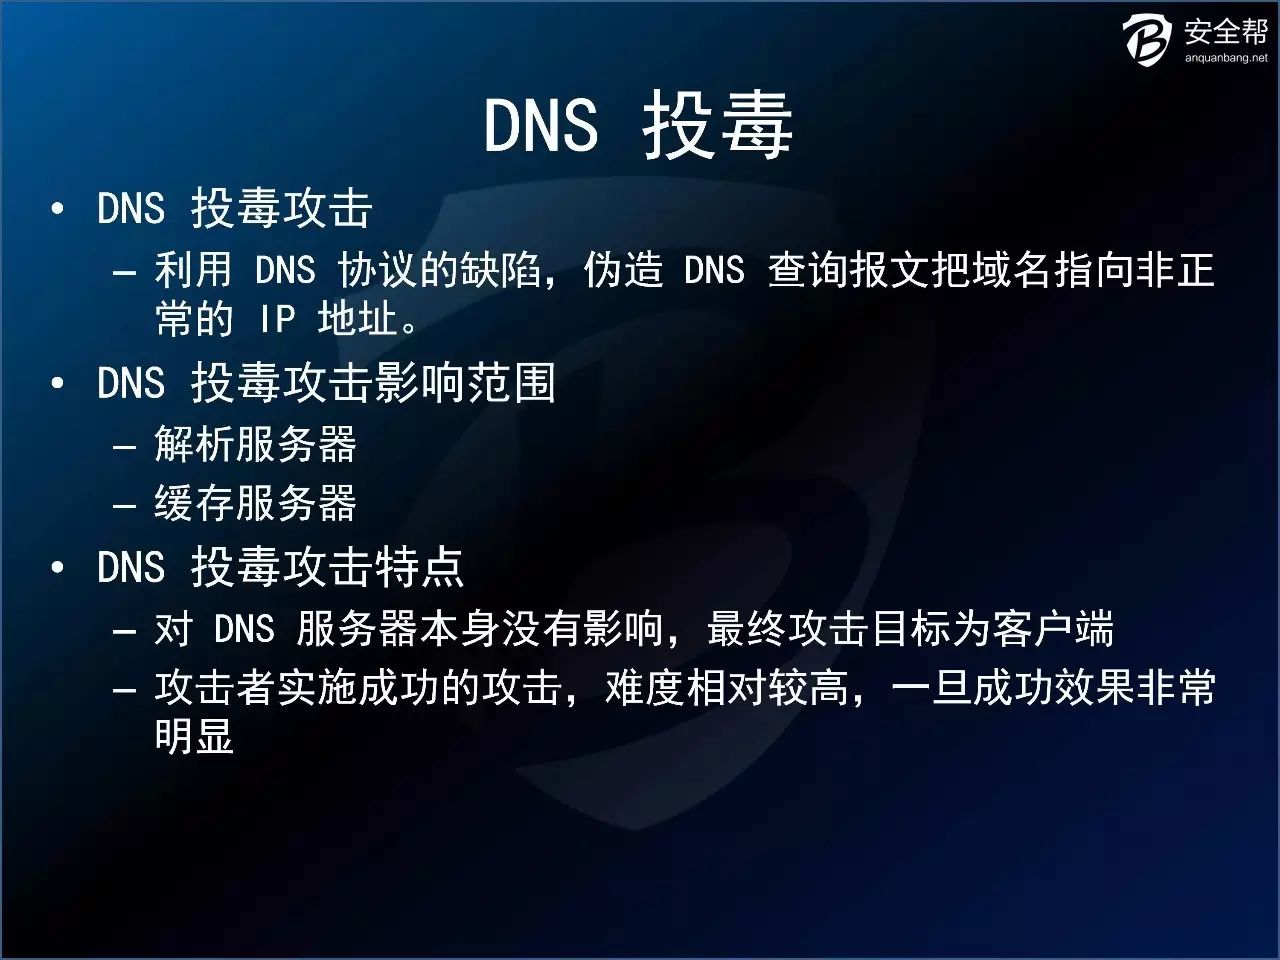 安全帮
anquanbang.net
DNS 投毒
• DNS 投毒攻击
– 利用 DNS 协议的缺陷，伪造 DNS 查询报文把域名指向非正
常的 IP 地址。
• DNS 投毒攻击影响范围
– 解析服务器
– 缓存服务器
• DNS 投毒攻击特点
– 对 DNS 服务器本身没有影响，最终攻击目标为客户端
– 攻击者实施成功的攻击，难度相对较高，一旦成功效果非常
明显